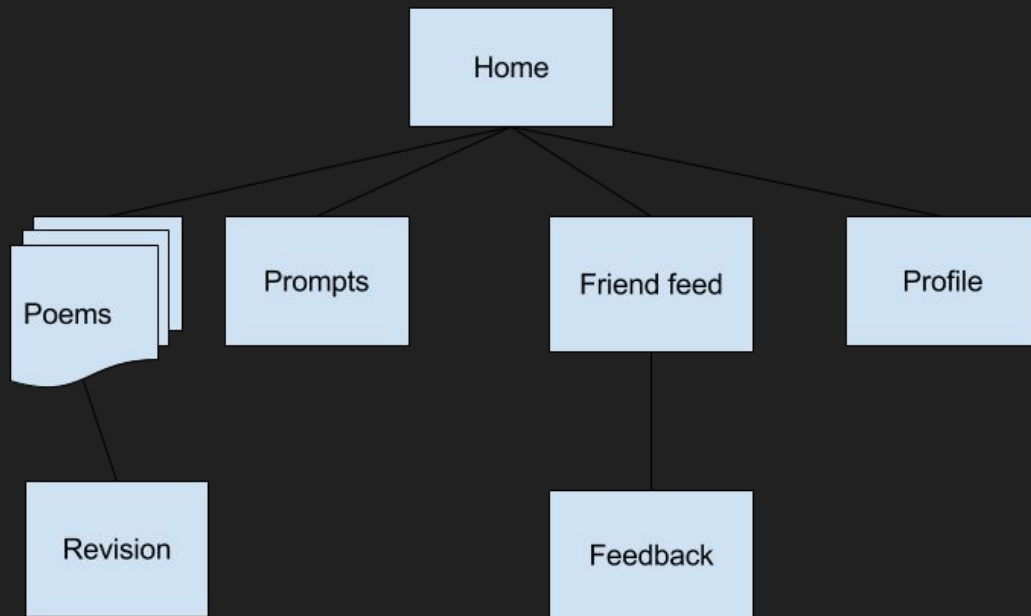 Home
Poems
Prompts
Friend feed
Profile
Revision
Feedback